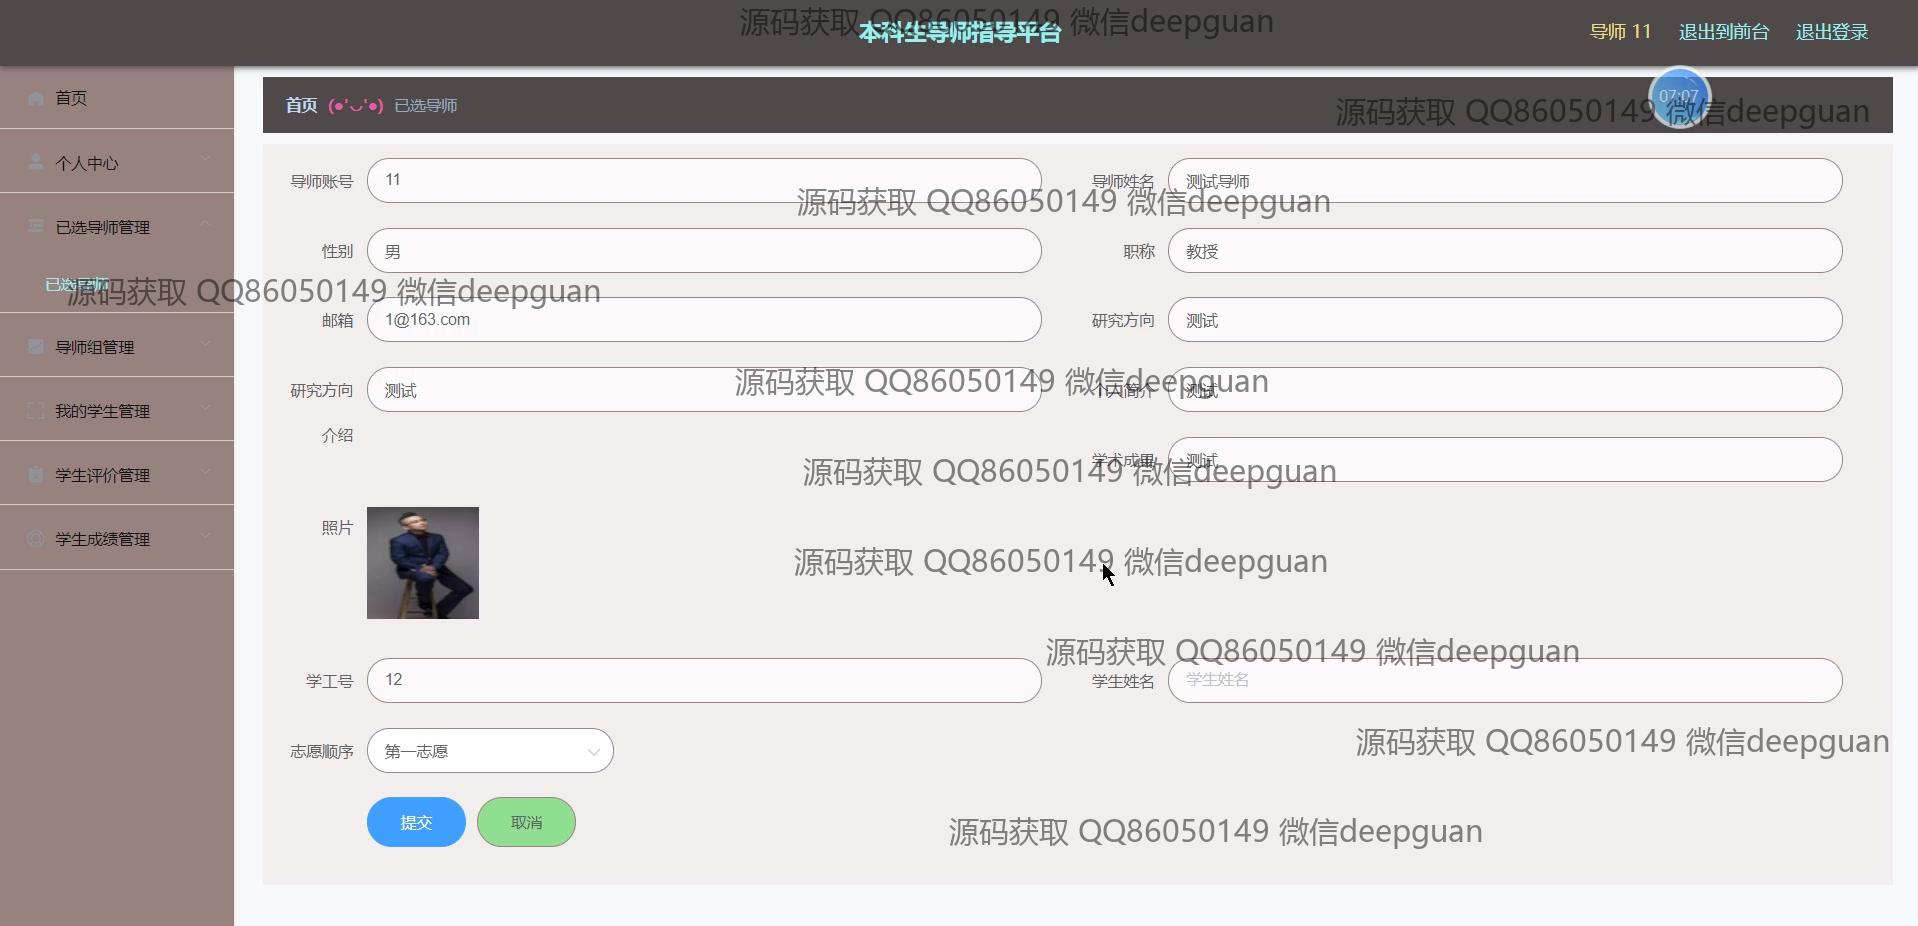 源码获取 QQ86050149 微信deepguan
本科生导师指导平台
导师 11 退出到前台 退出登录
首页
个人中心
已选导师管理
已选导师
导师组管理
我的学生管理
学生评价管理
学生成绩管理
首页 (●'◡'●) 已选导师
07:07
源码获取 QQ86050149 微信deepguan
导师账号 11 导师姓名 测试导师
源码获取 QQ86050149 微信deepguan
性别 男 职称 教授
源码获取 QQ86050149 微信deepguan
邮箱 1@163.com 研究方向 测试
源码获取 QQ86050149 微信deepguan
研究方向 测试 个人简介 测试
介绍
学术成果 测试
源码获取 QQ86050149 微信deepguan
照片
源码获取 QQ86050149 微信deepguan
源码获取 QQ86050149 微信deepguan
学工号 12 学生姓名 学生姓名
志愿顺序 第一志愿
源码获取 QQ86050149 微信deepguan
提交 取消
源码获取 QQ86050149 微信deepguan